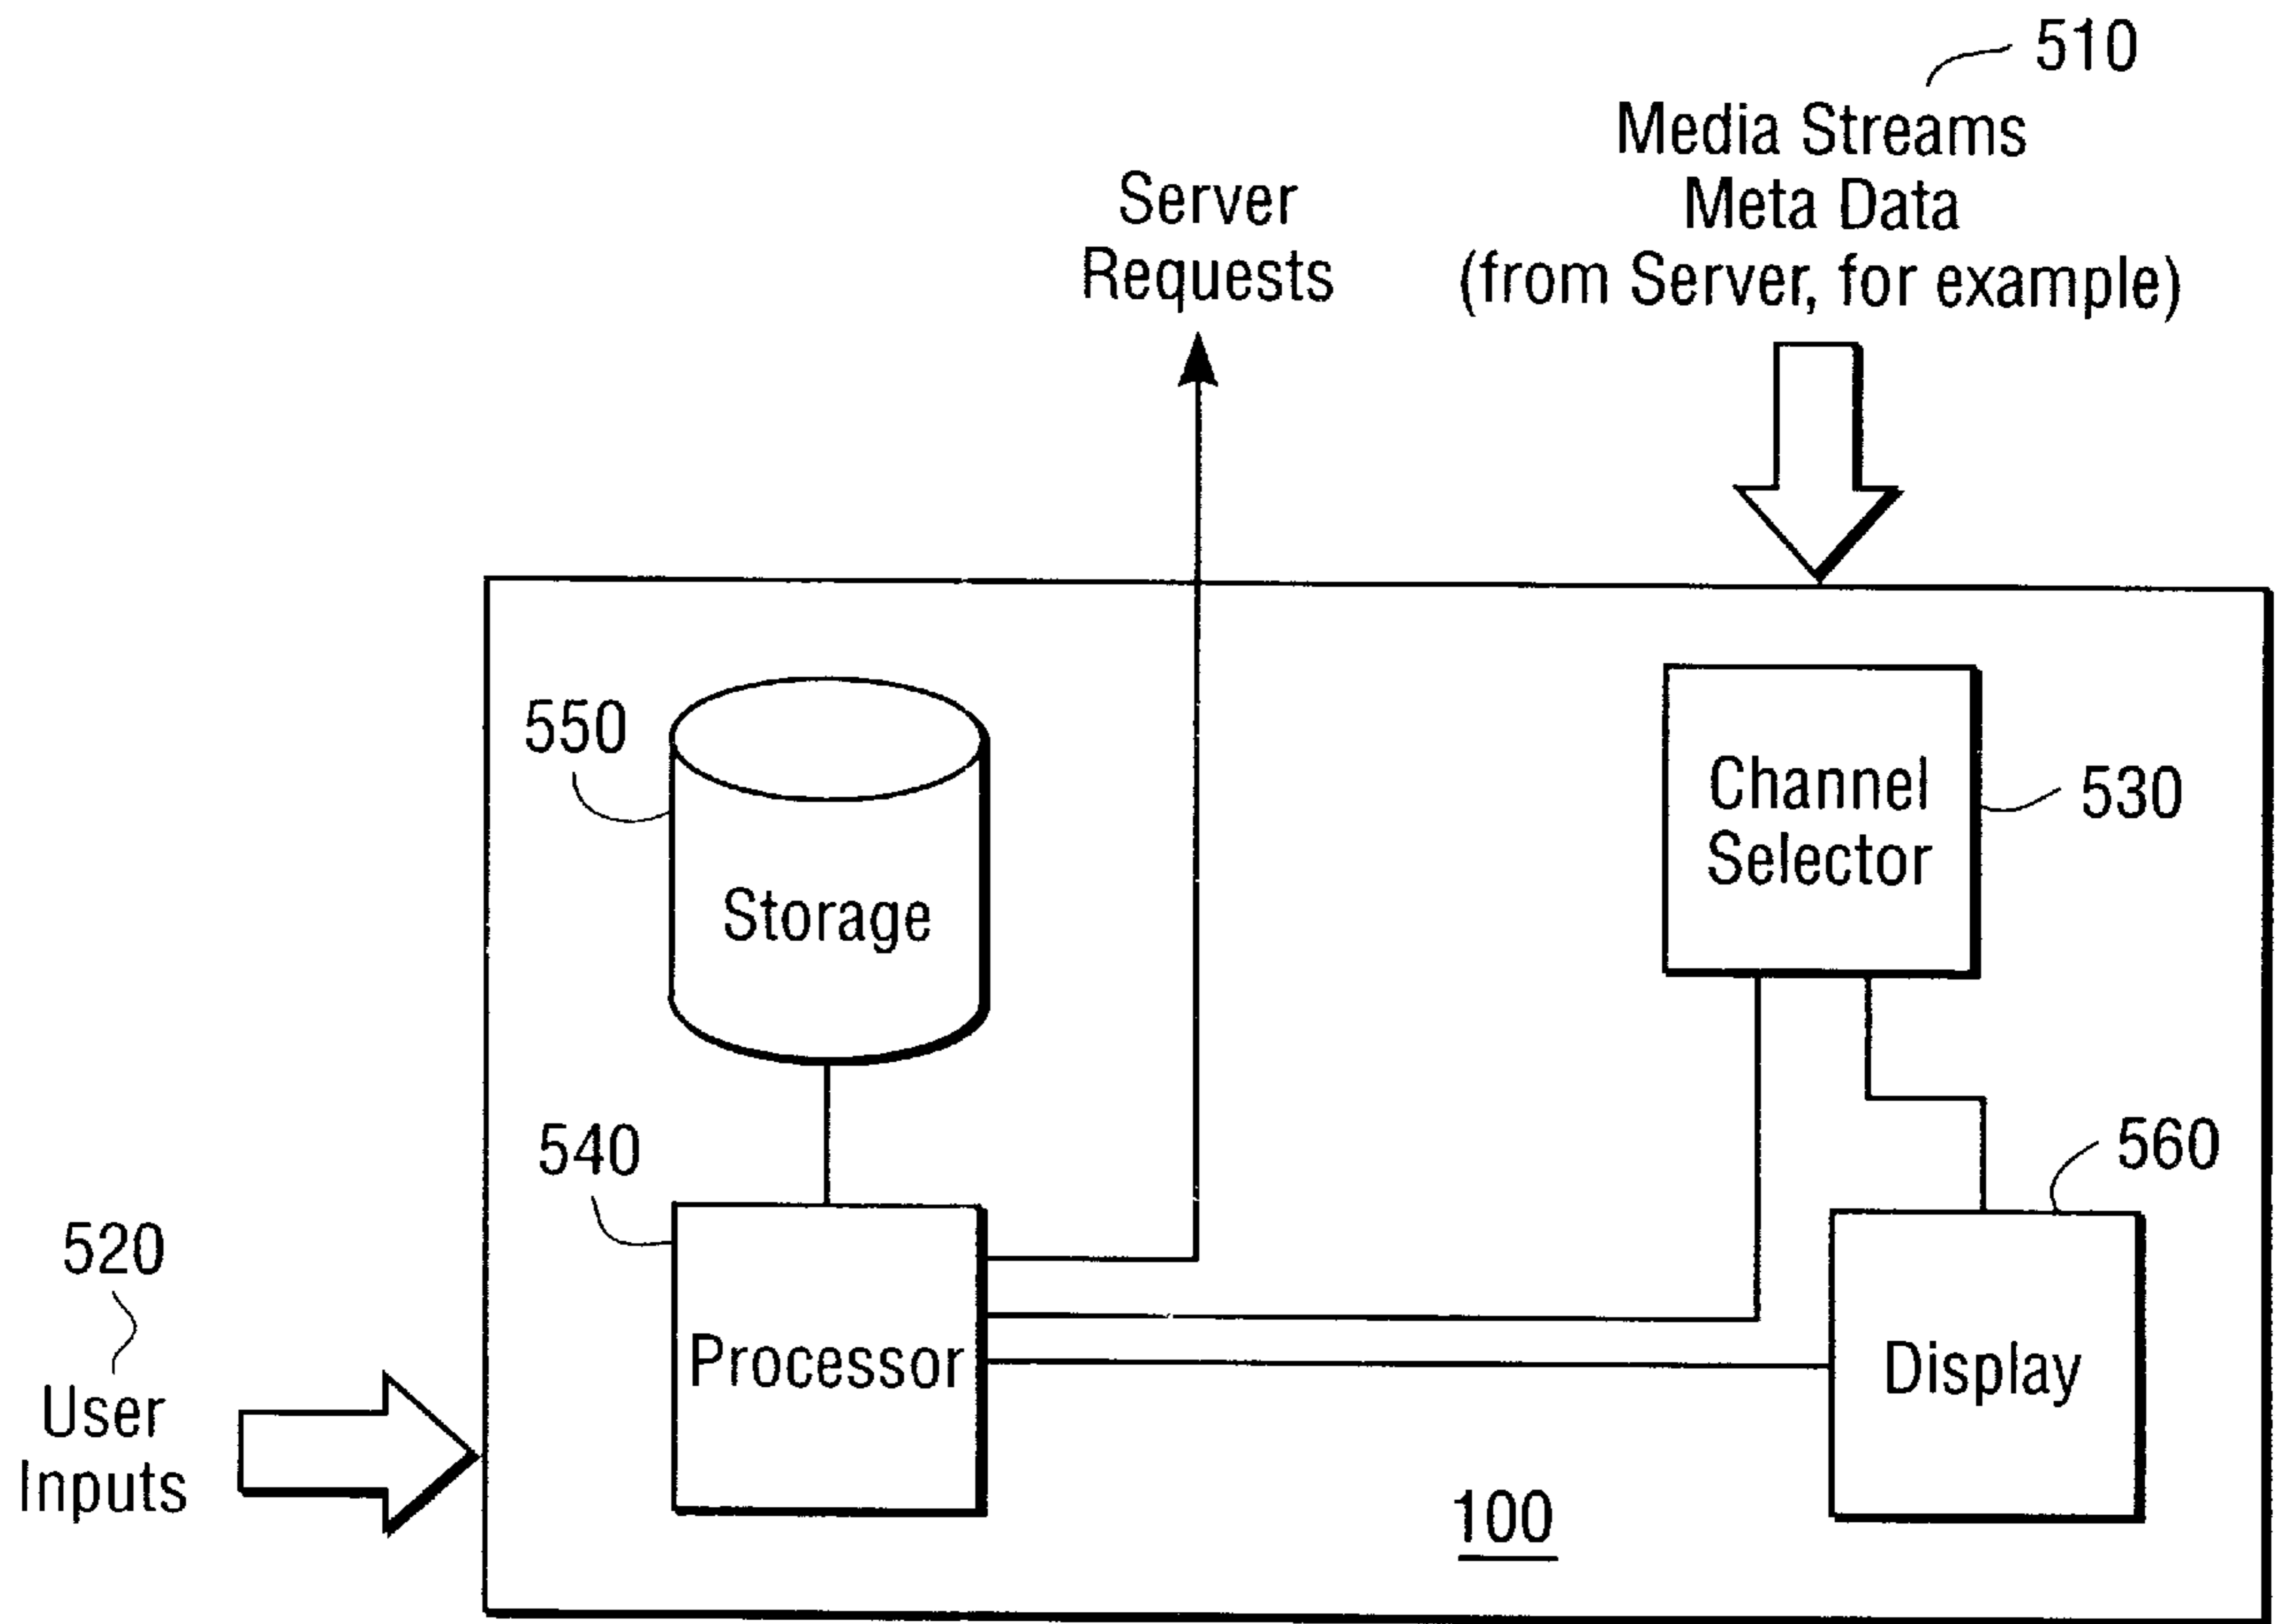 510
Media Streams
Meta Data
(from Server, for example)
Server
Requests
550
Storage
Channel
Selector
530
540
Processor
560
Display
520
User
Inputs
100